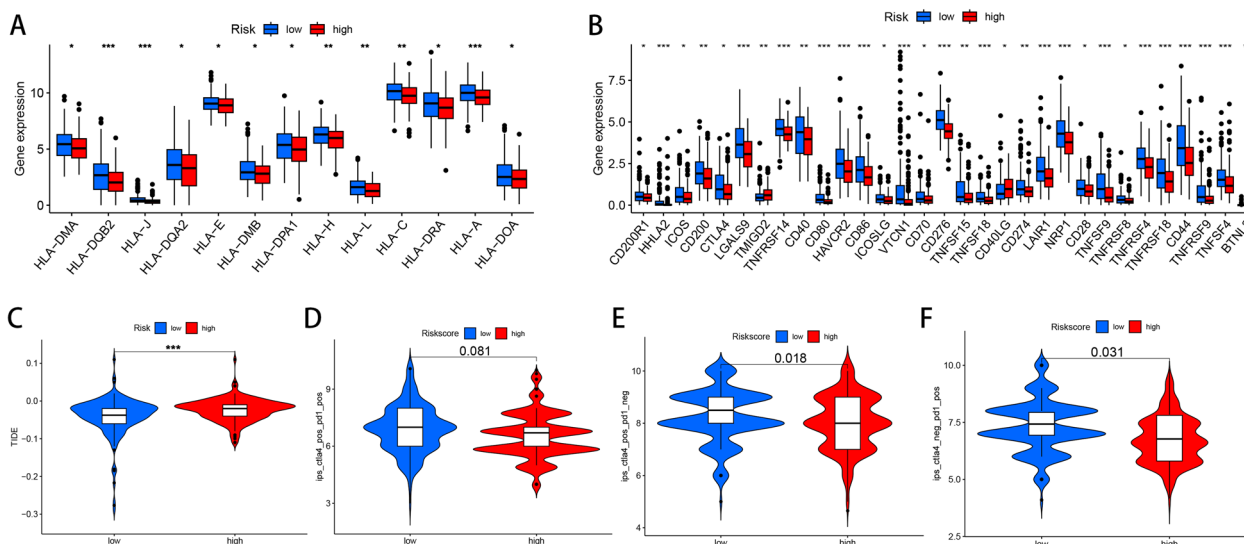 A
Risk low high
* *** *** * * * * ** ** ** * *** *
Gene expression
10
5
0
HLA-DMA HLA-DQB2 HLA-J HLA-DQA2 HLA-E HLA-DMB HLA-DPA1 HLA-H HLA-L HLA-C HLA-DRA HLA-A HLA-DOA
B
Risk low high
Gene expression
7.5
5.0
2.5
0.0
CD200R1 HHLA2 ICOS CD200 CTLA4 LGALS9 TMIGD2 TNFRSF14 CD40 CD80 HAVCR2 CD86 ICOSLG VTCN1 CD70 CD276 TNFSF15 TNFSF18 CD40LG CD274 LAIR1 NRP1 CD28 TNFSF9 TNFRSF8 TNFRSF4 TNFRSF18 CD44 TNFRSF9 TNFSF4
C
Risk low high
***
TIDE
0.1
0.0
−0.1
−0.2
−0.3
low high
D
Riskscore low high
0.081
ips_ctla4_pos_pd1_pos
9
6
3
low high
E
Riskscore low high
0.018
ips_ctla4_pos_pd1_neg
10
8
6
4
low high
F
Riskscore low high
0.031
ips_ctla4_neg_pd1_pos
10.0
7.5
5.0
2.5
low high